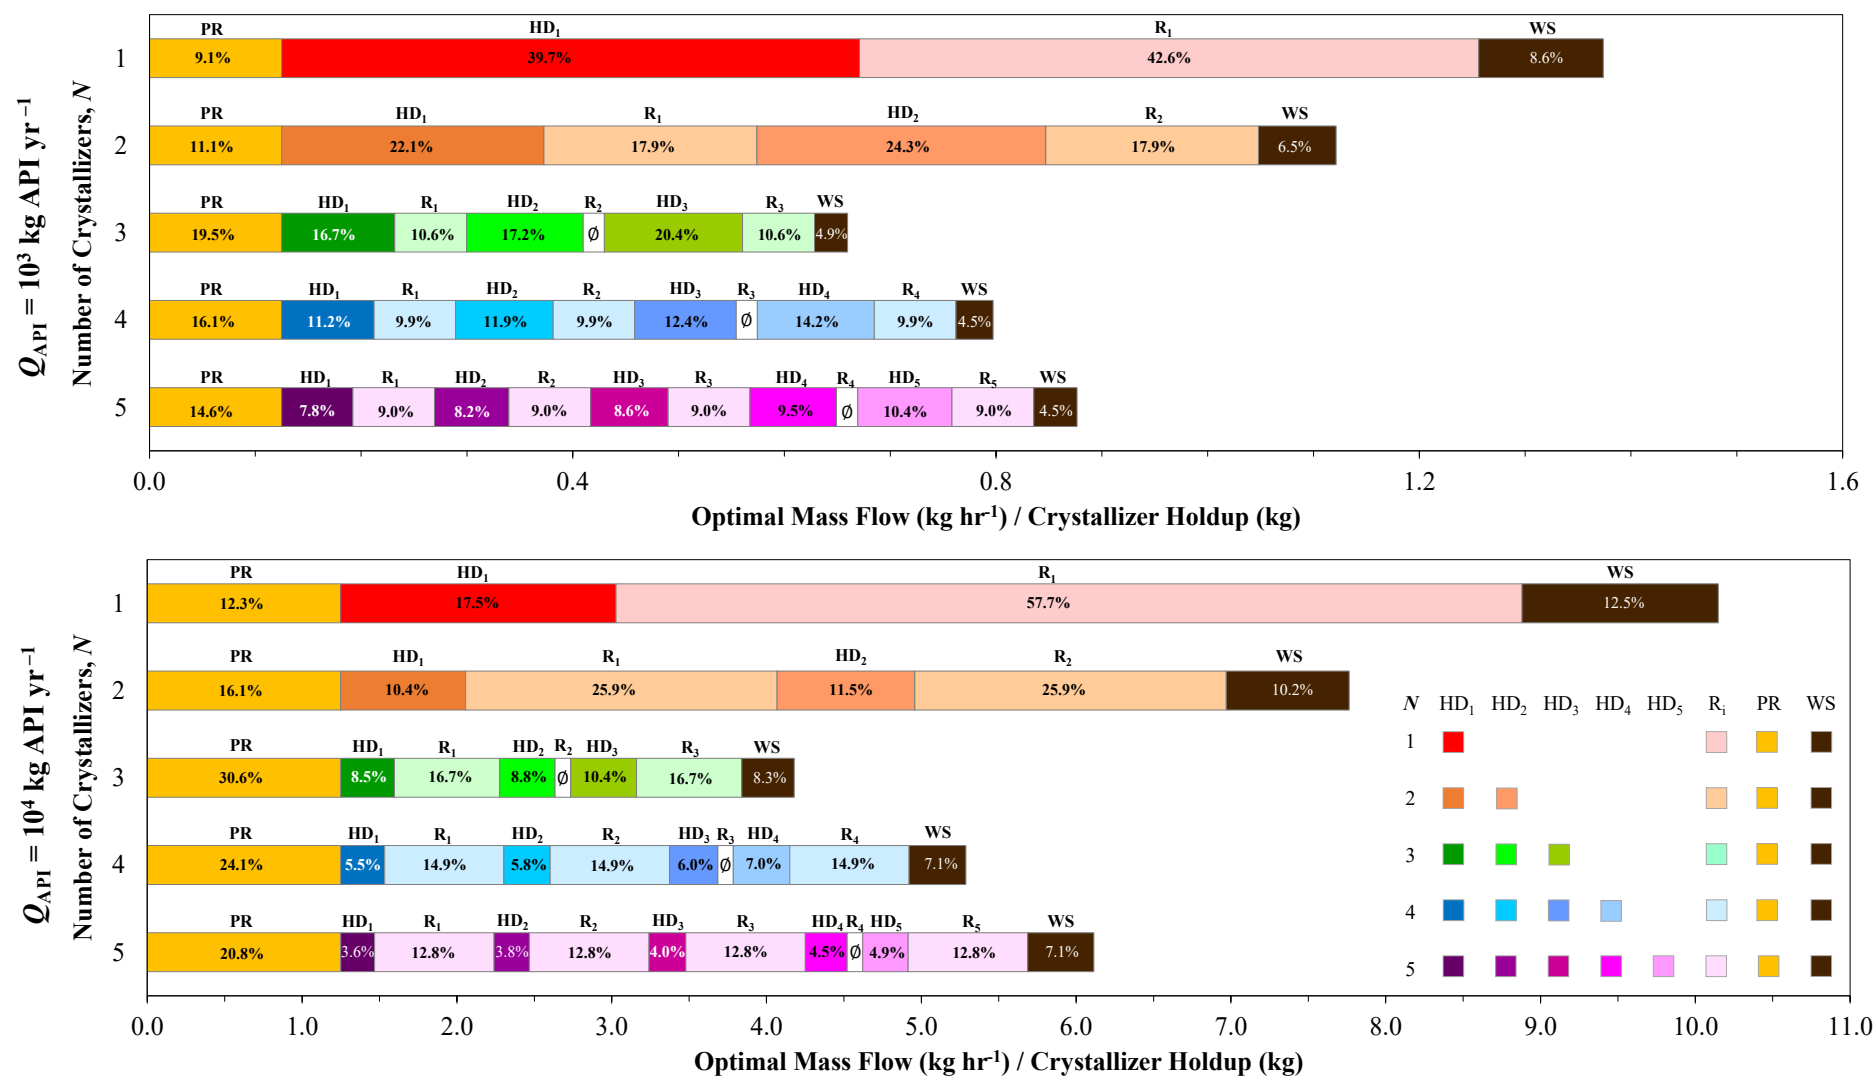 Q_API = 10³ kg API yr⁻¹
Number of Crystallizers, N
PR HD₁ R₁ WS
1 9.1% 39.7% 42.6% 8.6%
PR HD₁ R₁ HD₂ R₂ WS
2 11.1% 22.1% 17.9% 24.3% 17.9% 6.5%
PR HD₁ R₁ HD₂ R₂ HD₃ R₃ WS
3 19.5% 16.7% 10.6% 17.2% Ø 20.4% 10.6% 4.9%
PR HD₁ R₁ HD₂ R₂ HD₃ R₃ HD₄ R₄ WS
4 16.1% 11.2% 9.9% 11.9% 9.9% 12.4% Ø 14.2% 9.9% 4.5%
PR HD₁ R₁ HD₂ R₂ HD₃ R₃ HD₄ R₄ HD₅ R₅ WS
5 14.6% 7.8% 9.0% 8.2% 9.0% 8.6% 9.0% 9.5% Ø 10.4% 9.0% 4.5%
0.0 0.4 0.8 1.2 1.6
Optimal Mass Flow (kg hr⁻¹) / Crystallizer Holdup (kg)
Q_API = 10⁴ kg API yr⁻¹
Number of Crystallizers, N
PR HD₁ R₁ WS
1 12.3% 17.5% 57.7% 12.5%
PR HD₁ R₁ HD₂ R₂ WS
2 16.1% 10.4% 25.9% 11.5% 25.9% 10.2%
PR HD₁ R₁ HD₂ R₂ HD₃ R₃ WS
3 30.6% 8.5% 16.7% 8.8% Ø 10.4% 16.7% 8.3%
PR HD₁ R₁ HD₂ R₂ HD₃ R₃ HD₄ R₄ WS
4 24.1% 5.5% 14.9% 5.8% 14.9% 6.0% Ø 7.0% 14.9% 7.1%
PR HD₁ R₁ HD₂ R₂ HD₃ R₃ HD₄ R₄ HD₅ R₅ WS
5 20.8% 3.6% 12.8% 3.8% 12.8% 4.0% 12.8% 4.5% Ø 4.9% 12.8% 7.1%
N HD₁ HD₂ HD₃ HD₄ HD₅ Rᵢ PR WS
1
2
3
4
5
0.0 1.0 2.0 3.0 4.0 5.0 6.0 7.0 8.0 9.0 10.0 11.0
Optimal Mass Flow (kg hr⁻¹) / Crystallizer Holdup (kg)